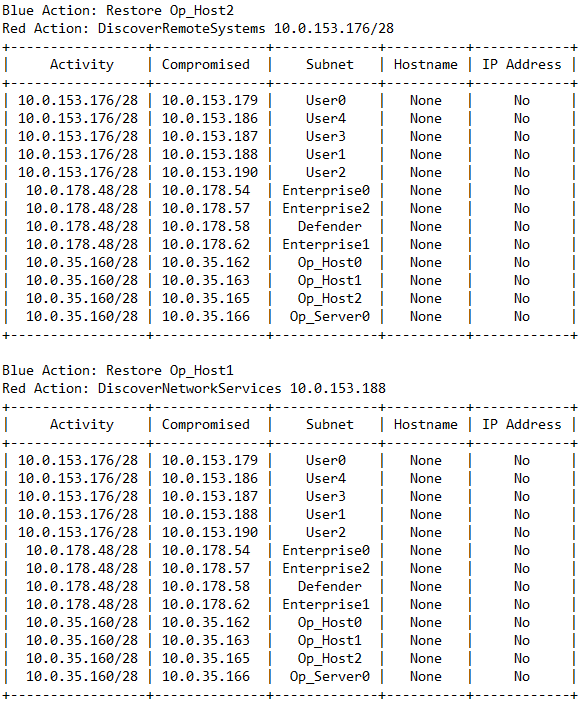 Blue Action: Restore Op_Host2
Red Action: DiscoverRemoteSystems 10.0.153.176/28
+-----------------+--------------+-------------+----------+------------+
|     Activity    | Compromised  |    Subnet   | Hostname | IP Address |
+-----------------+--------------+-------------+----------+------------+
| 10.0.153.176/28 | 10.0.153.179 |    User0    |   None   |     No     |
| 10.0.153.176/28 | 10.0.153.186 |    User4    |   None   |     No     |
| 10.0.153.176/28 | 10.0.153.187 |    User3    |   None   |     No     |
| 10.0.153.176/28 | 10.0.153.188 |    User1    |   None   |     No     |
| 10.0.153.176/28 | 10.0.153.190 |    User2    |   None   |     No     |
|  10.0.178.48/28 | 10.0.178.54  | Enterprise0 |   None   |     No     |
|  10.0.178.48/28 | 10.0.178.57  | Enterprise2 |   None   |     No     |
|  10.0.178.48/28 | 10.0.178.58  |   Defender  |   None   |     No     |
|  10.0.178.48/28 | 10.0.178.62  | Enterprise1 |   None   |     No     |
|  10.0.35.160/28 | 10.0.35.162  |   Op_Host0  |   None   |     No     |
|  10.0.35.160/28 | 10.0.35.163  |   Op_Host1  |   None   |     No     |
|  10.0.35.160/28 | 10.0.35.165  |   Op_Host2  |   None   |     No     |
|  10.0.35.160/28 | 10.0.35.166  |  Op_Server0 |   None   |     No     |
+-----------------+--------------+-------------+----------+------------+
Blue Action: Restore Op_Host1
Red Action: DiscoverNetworkServices 10.0.153.188
+-----------------+--------------+-------------+----------+------------+
|     Activity    | Compromised  |    Subnet   | Hostname | IP Address |
+-----------------+--------------+-------------+----------+------------+
| 10.0.153.176/28 | 10.0.153.179 |    User0    |   None   |     No     |
| 10.0.153.176/28 | 10.0.153.186 |    User4    |   None   |     No     |
| 10.0.153.176/28 | 10.0.153.187 |    User3    |   None   |     No     |
| 10.0.153.176/28 | 10.0.153.188 |    User1    |   None   |     No     |
| 10.0.153.176/28 | 10.0.153.190 |    User2    |   None   |     No     |
|  10.0.178.48/28 | 10.0.178.54  | Enterprise0 |   None   |     No     |
|  10.0.178.48/28 | 10.0.178.57  | Enterprise2 |   None   |     No     |
|  10.0.178.48/28 | 10.0.178.58  |   Defender  |   None   |     No     |
|  10.0.178.48/28 | 10.0.178.62  | Enterprise1 |   None   |     No     |
|  10.0.35.160/28 | 10.0.35.162  |   Op_Host0  |   None   |     No     |
|  10.0.35.160/28 | 10.0.35.163  |   Op_Host1  |   None   |     No     |
|  10.0.35.160/28 | 10.0.35.165  |   Op_Host2  |   None   |     No     |
|  10.0.35.160/28 | 10.0.35.166  |  Op_Server0 |   None   |     No     |
+-----------------+--------------+-------------+----------+------------+